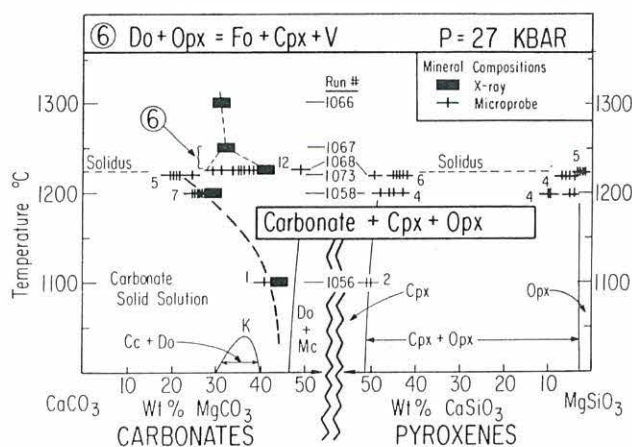 ⑥ Do + Opx = Fo + Cpx + V P = 27 KBAR
Mineral Compositions
X-ray
Microprobe
Run #
1066
1067
1068
1073
1058
1056
1300
1200
1100
Temperature °C
Solidus
⑥
12
5
7
1
6
4
2
5
4
4
Solidus
1300
1200
1100
Carbonate + Cpx + Opx
Carbonate
Solid Solution
K
Cc + Do
Do
+
Mc
Cpx
Opx
Cpx + Opx
10 20 30 40 50
50 40 30 20 10
CaCO₃ Wt % MgCO₃
Wt % CaSiO₃ MgSiO₃
CARBONATES PYROXENES